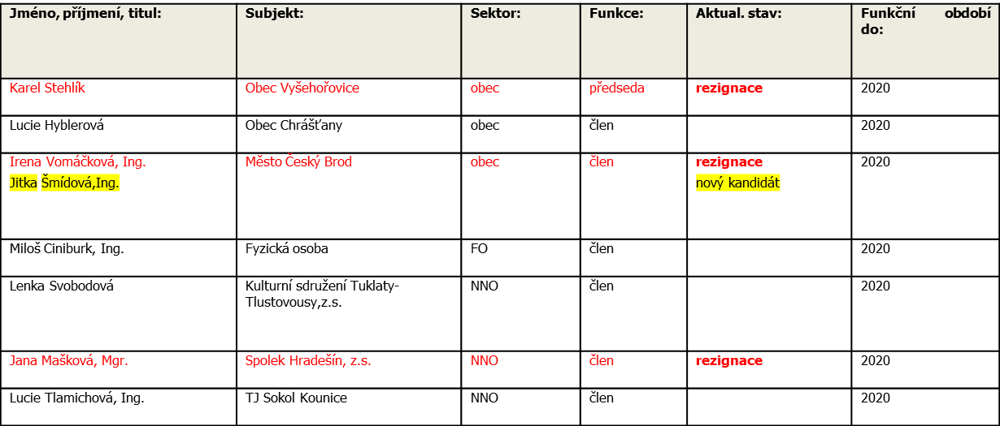 Jméno, příjmení, titul: Subjekt: Sektor: Funkce: Aktual. stav: Funkční období
do:
Karel Stehlík Obec Vyšehořovice obec předseda rezignace 2020
Lucie Hyblerová Obec Chrášťany obec člen 2020
Irena Vomáčková, Ing. Město Český Brod obec člen rezignace 2020
Jitka Šmídová,Ing. nový kandidát
Miloš Ciniburk, Ing. Fyzická osoba FO člen 2020
Lenka Svobodová Kulturní sdružení Tuklaty- NNO člen 2020
Tlustovousy,z.s.
Jana Mašková, Mgr. Spolek Hradešín, z.s. NNO člen rezignace 2020
Lucie Tlamichová, Ing. TJ Sokol Kounice NNO člen 2020